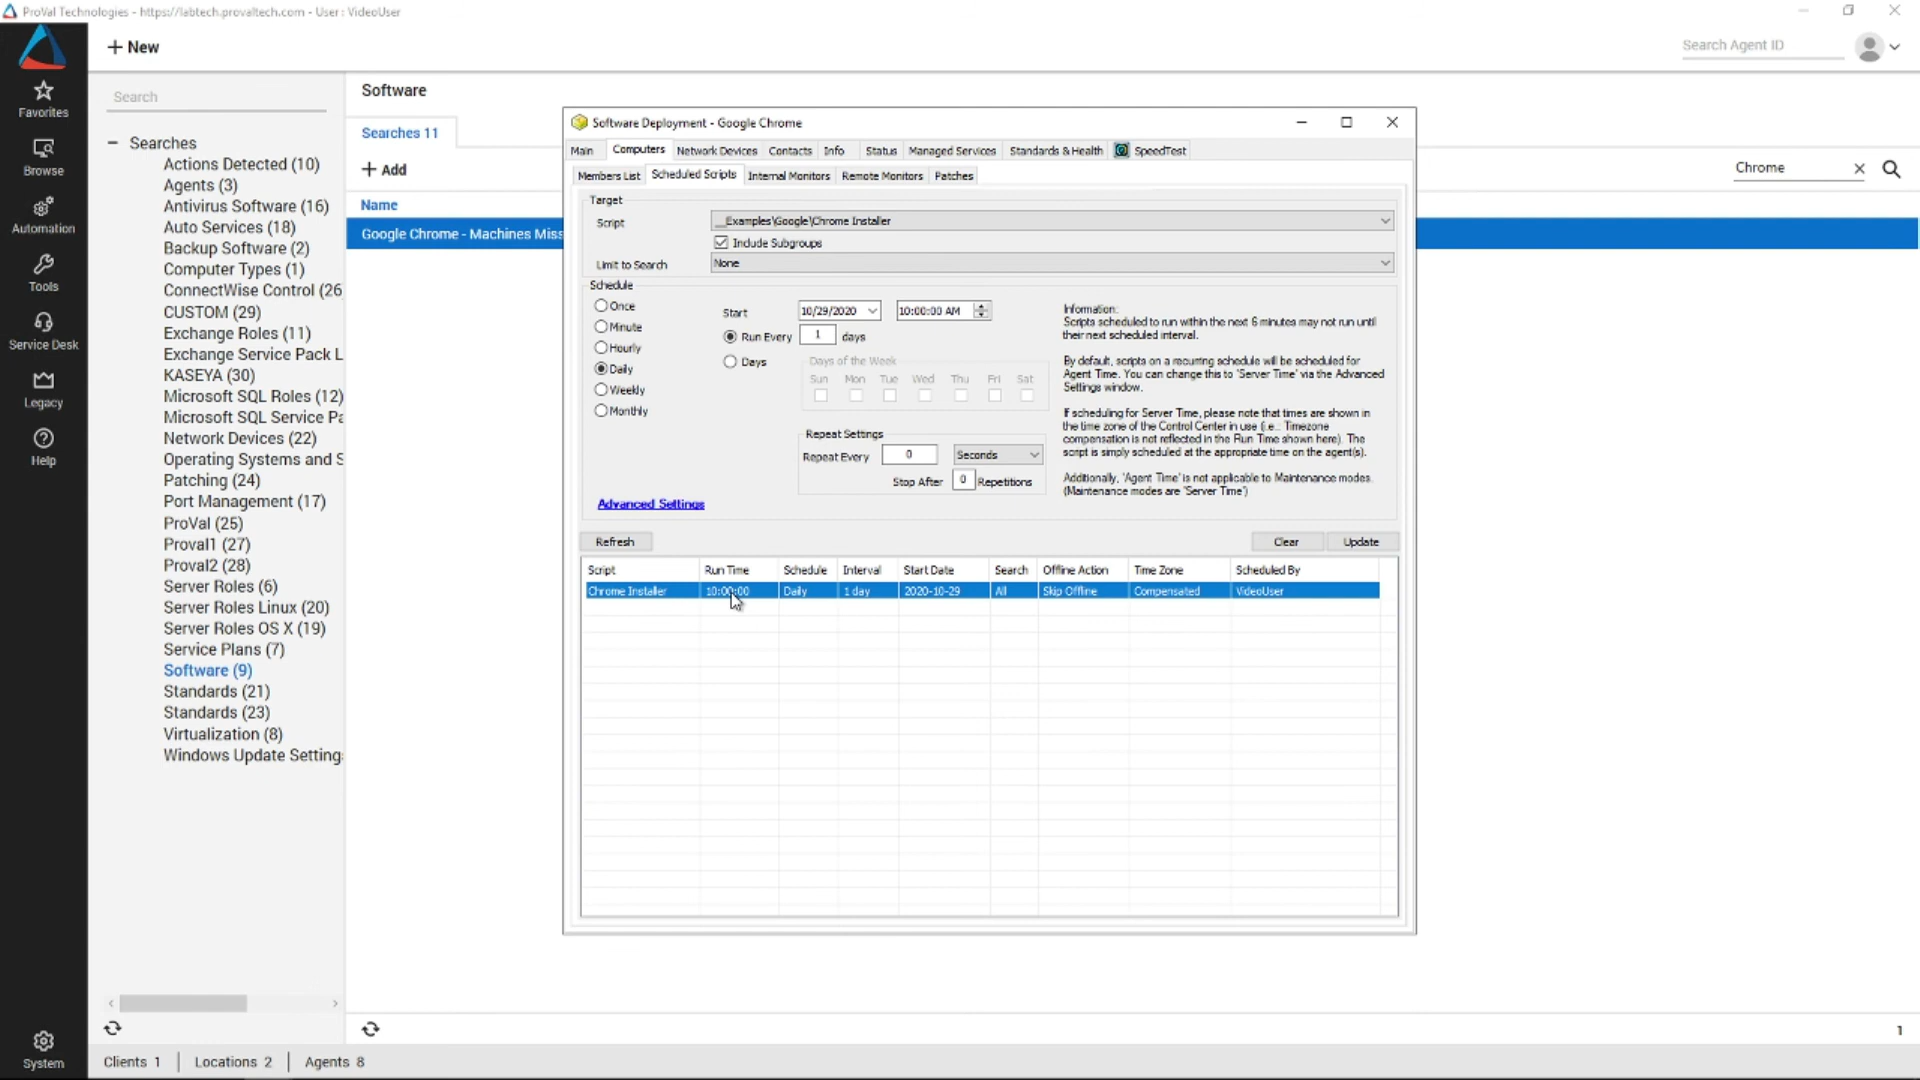 ProVal Technologies - https://labtech.provaltech.com - User: VideoUser
+ New
Search Agent ID
Favorites
Browse
Automation
Tools
Service Desk
Legacy
Help
System
Search
Searches
Actions Detected (10)
Agents (3)
Antivirus Software (16)
Auto Services (18)
Backup Software (2)
Computer Types (1)
ConnectWise Control (26
CUSTOM (29)
Exchange Roles (11)
Exchange Service Pack L
KASEYA (30)
Microsoft SQL Roles (12)
Microsoft SQL Service Pa
Network Devices (22)
Operating Systems and S
Patching (24)
Port Management (17)
ProVal (25)
Proval1 (27)
Proval2 (28)
Server Roles (6)
Server Roles Linux (20)
Server Roles OS X (19)
Service Plans (7)
Software (9)
Standards (21)
Standards (23)
Virtualization (8)
Windows Update Setting
Software
Searches 11
+ Add
Chrome
Name
Google Chrome - Machines Miss
Software Deployment - Google Chrome
Main Computers Network Devices Contacts Info Status Managed Services Standards & Health SpeedTest
Members List Scheduled Scripts Internal Monitors Remote Monitors Patches
Target
Script __Examples\Google\Chrome Installer
Include Subgroups
Limit to Search None
Schedule
Once
Minute
Hourly
Daily
Weekly
Monthly
Start 10/29/2020 10:00:00 AM
Run Every 1 days
Days
Days of the Week
Sun Mon Tue Wed Thu Fri Sat
Repeat Settings
Repeat Every 0 Seconds
Stop After 0 Repetitions
Information:
Scripts scheduled to run within the next 6 minutes may not run until
their next scheduled interval.
By default, scripts on a recurring schedule will be scheduled for
Agent Time. You can change this to 'Server Time' via the Advanced
Settings window.
If scheduling for Server Time, please note that times are shown in
the time zone of the Control Center in use (i.e.: Timezone
compensation is not reflected in the Run Time shown here). The
script is simply scheduled at the appropriate time on the agent(s).
Additionally, 'Agent Time' is not applicable to Maintenance modes.
(Maintenance modes are 'Server Time')
Advanced Settings
Refresh Clear Update
Script Run Time Schedule Interval Start Date Search Offline Action Time Zone Scheduled By
Chrome Installer 10:00:00 Daily 1 day 2020-10-29 All Skip Offline Compensated VideoUser
1
Clients 1 | Locations 2 | Agents 8